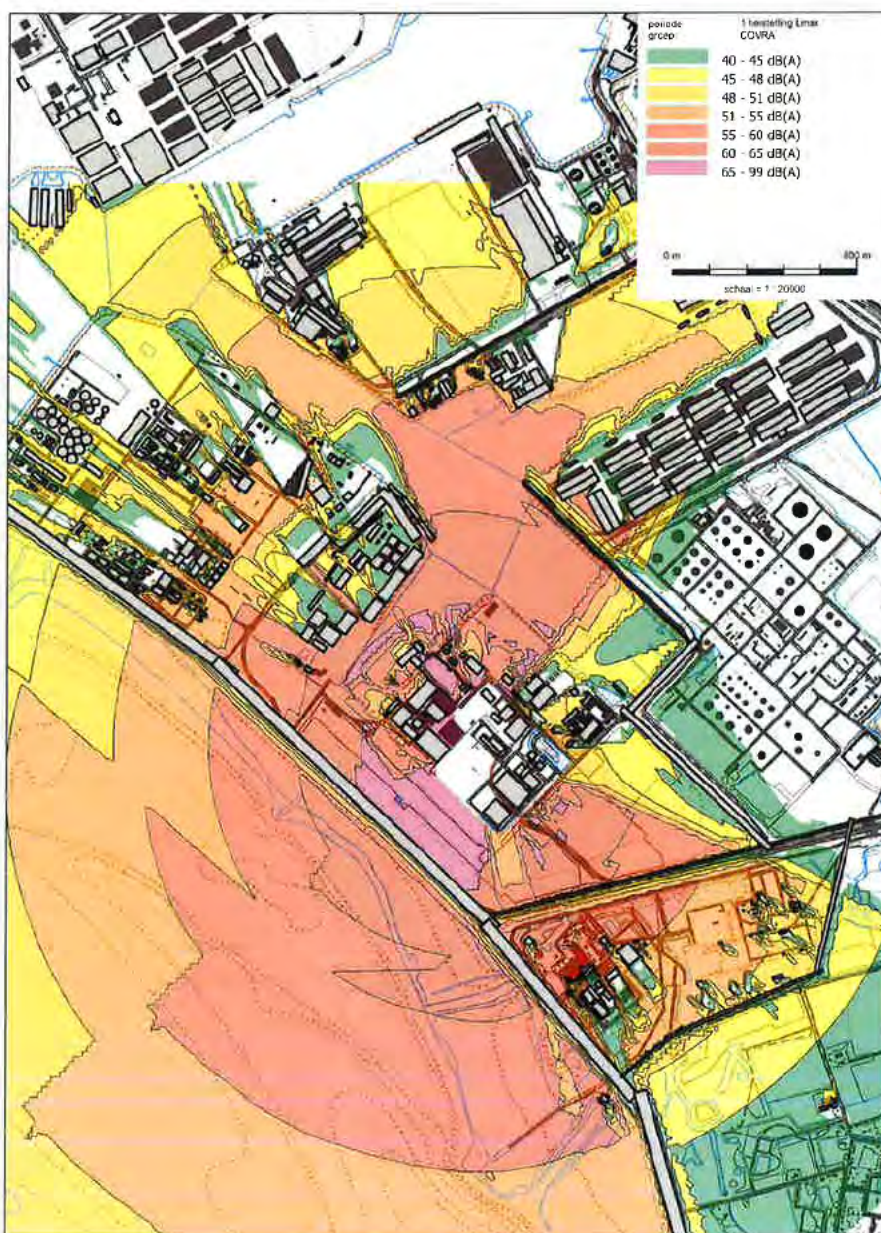 periode 1 heistelling Lmax
groep COVRA
40 - 45 dB(A)
45 - 48 dB(A)
48 - 51 dB(A)
51 - 55 dB(A)
55 - 60 dB(A)
60 - 65 dB(A)
65 - 99 dB(A)
0 m 800 m
schaal = 1 : 20000